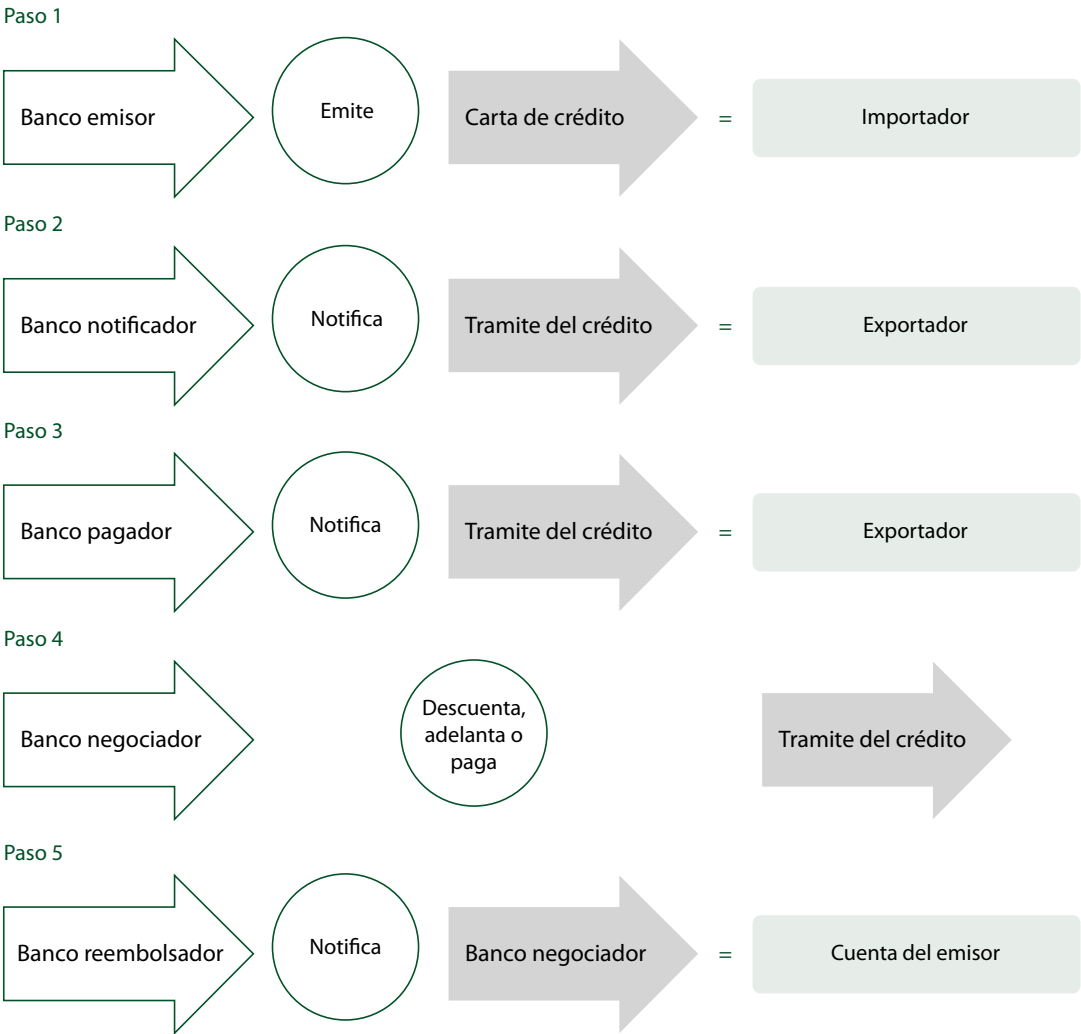 Paso 1
Banco emisor
Emite
Carta de crédito
=
Importador
Paso 2
Banco notificador
Notifica
Tramite del crédito
=
Exportador
Paso 3
Banco pagador
Notifica
Tramite del crédito
=
Exportador
Paso 4
Banco negociador
Descuenta,
adelanta o
paga
Tramite del crédito
Paso 5
Banco reembolsador
Notifica
Banco negociador
=
Cuenta del emisor